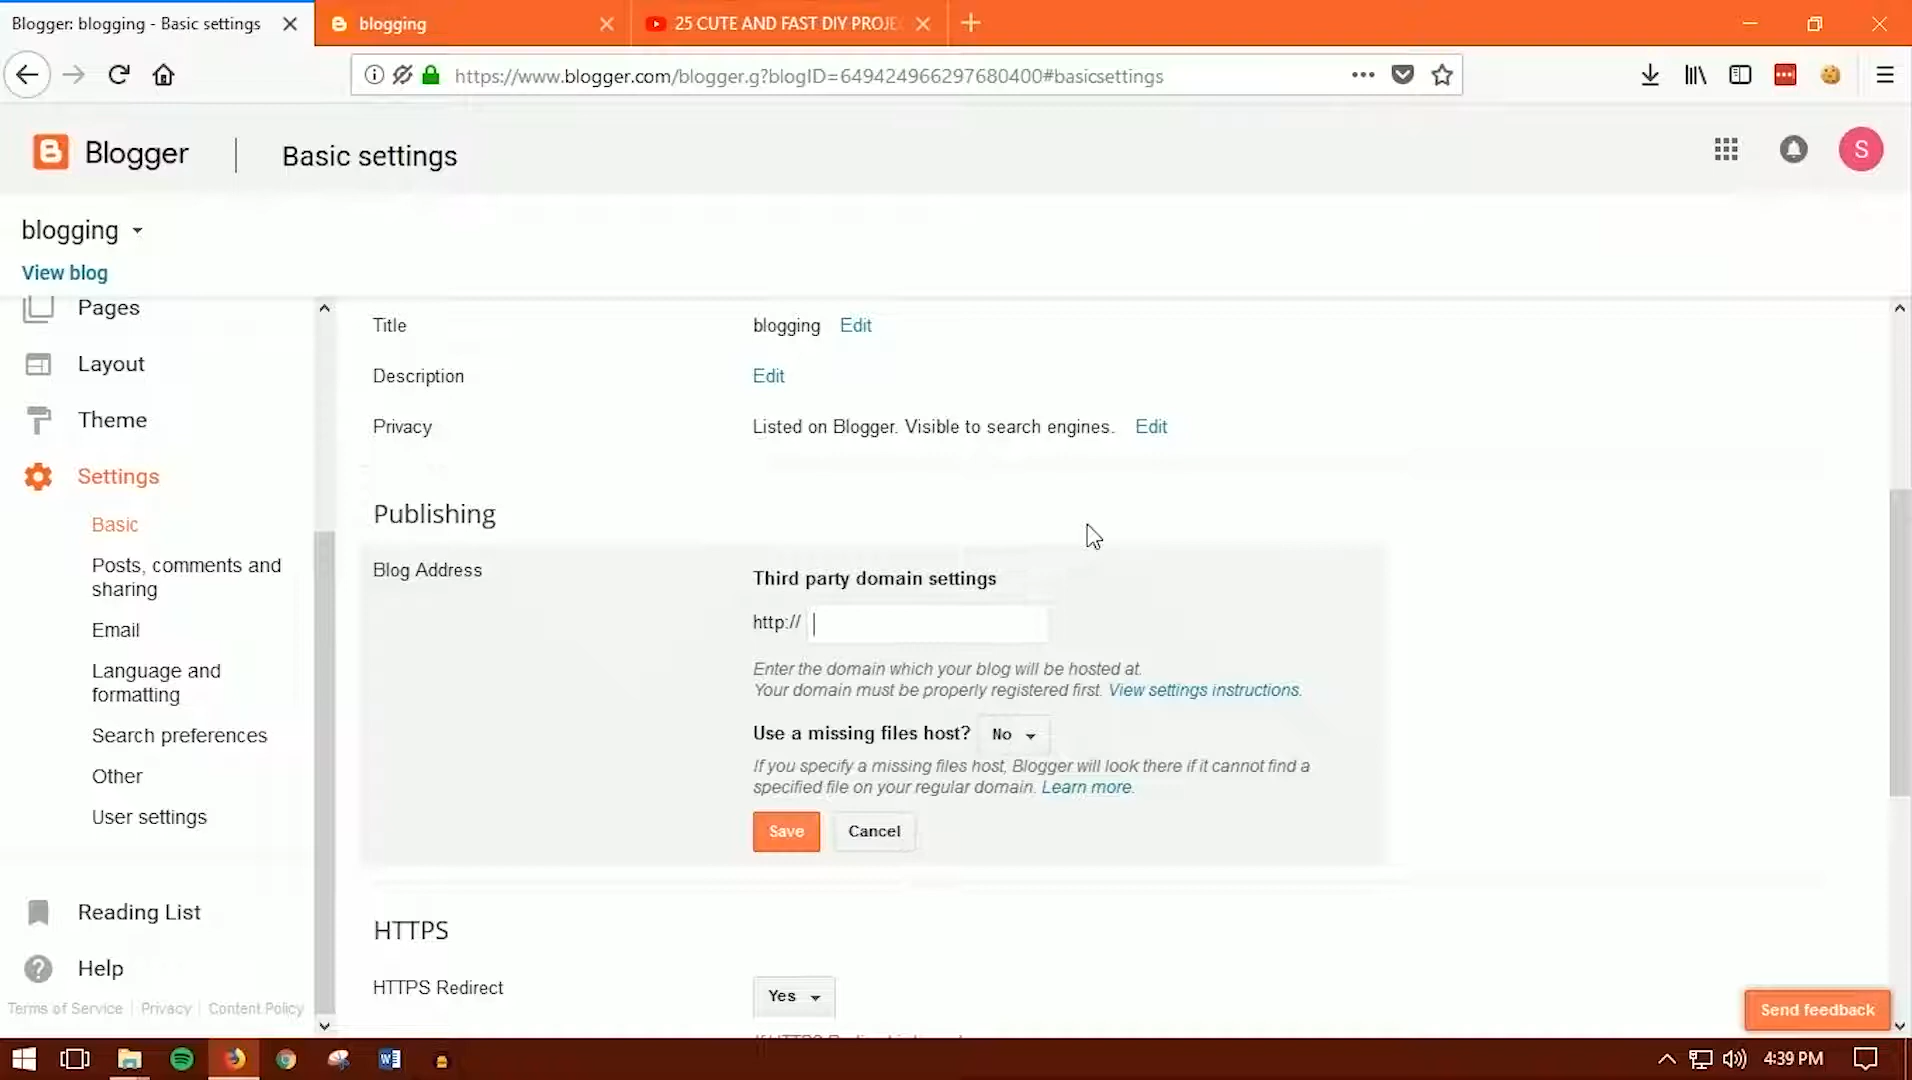 Blogger: blogging - Basic settings
blogging
25 CUTE AND FAST DIY PROJE
https://www.blogger.com/blogger.g?blogID=649424966297680400#basicsettings
Blogger
Basic settings
S
blogging
View blog
Pages
Layout
Theme
Settings
Basic
Posts, comments and
sharing
Email
Language and
formatting
Search preferences
Other
User settings
Reading List
Help
Terms of Service | Privacy | Content Policy
Title
blogging Edit
Description
Edit
Privacy
Listed on Blogger. Visible to search engines. Edit
Publishing
Blog Address
Third party domain settings
http://
Enter the domain which your blog will be hosted at.
Your domain must be properly registered first. View settings instructions.
Use a missing files host? No
If you specify a missing files host, Blogger will look there if it cannot find a
specified file on your regular domain. Learn more.
Save Cancel
HTTPS
HTTPS Redirect
Yes
Send feedback
4:39 PM